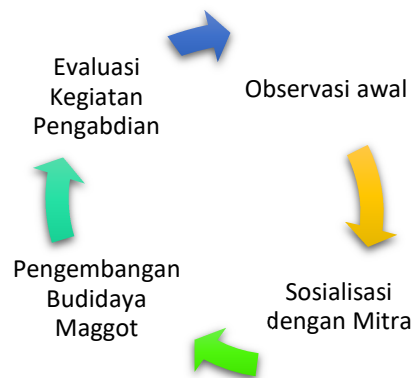 Evaluasi
Kegiatan
Pengabdian
Observasi awal
Sosialisasi
dengan Mitra
Pengembangan
Budidaya
Maggot